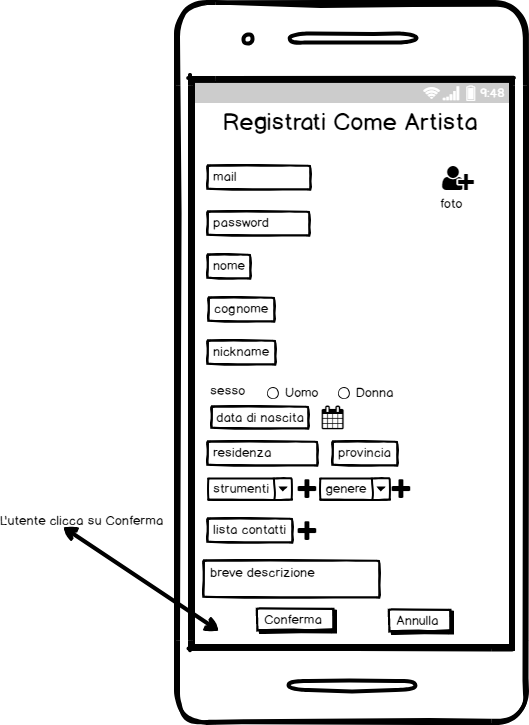 9:48
Registrati Come Artista
mail
foto
password
nome
cognome
nickname
sesso Uomo Donna
data di nascita
residenza provincia
strumenti genere
L'utente clicca su Conferma
lista contatti
breve descrizione
Conferma Annulla